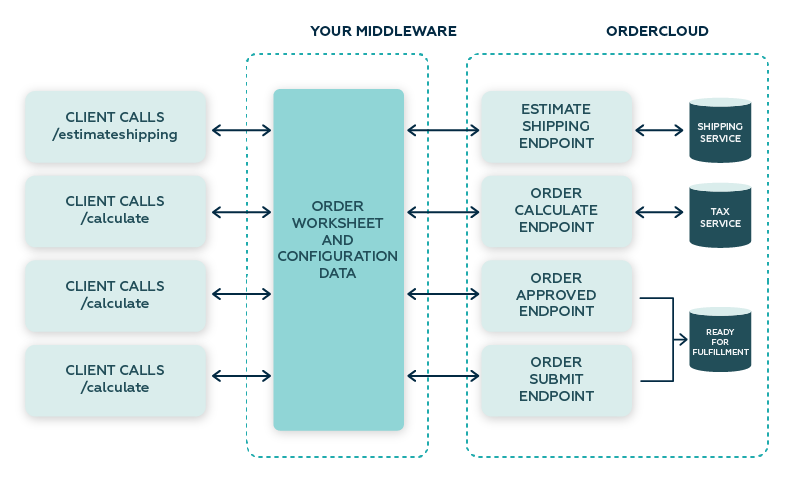 YOUR MIDDLEWARE
ORDERCLOUD
CLIENT CALLS
/estimateshipping
CLIENT CALLS
/calculate
CLIENT CALLS
/calculate
CLIENT CALLS
/calculate
ORDER
WORKSHEET
AND
CONFIGURATION
DATA
ESTIMATE
SHIPPING
ENDPOINT
ORDER
CALCULATE
ENDPOINT
ORDER
APPROVED
ENDPOINT
ORDER
SUBMIT
ENDPOINT
SHIPPING
SERVICE
TAX
SERVICE
READY
FOR
FULFILLMENT